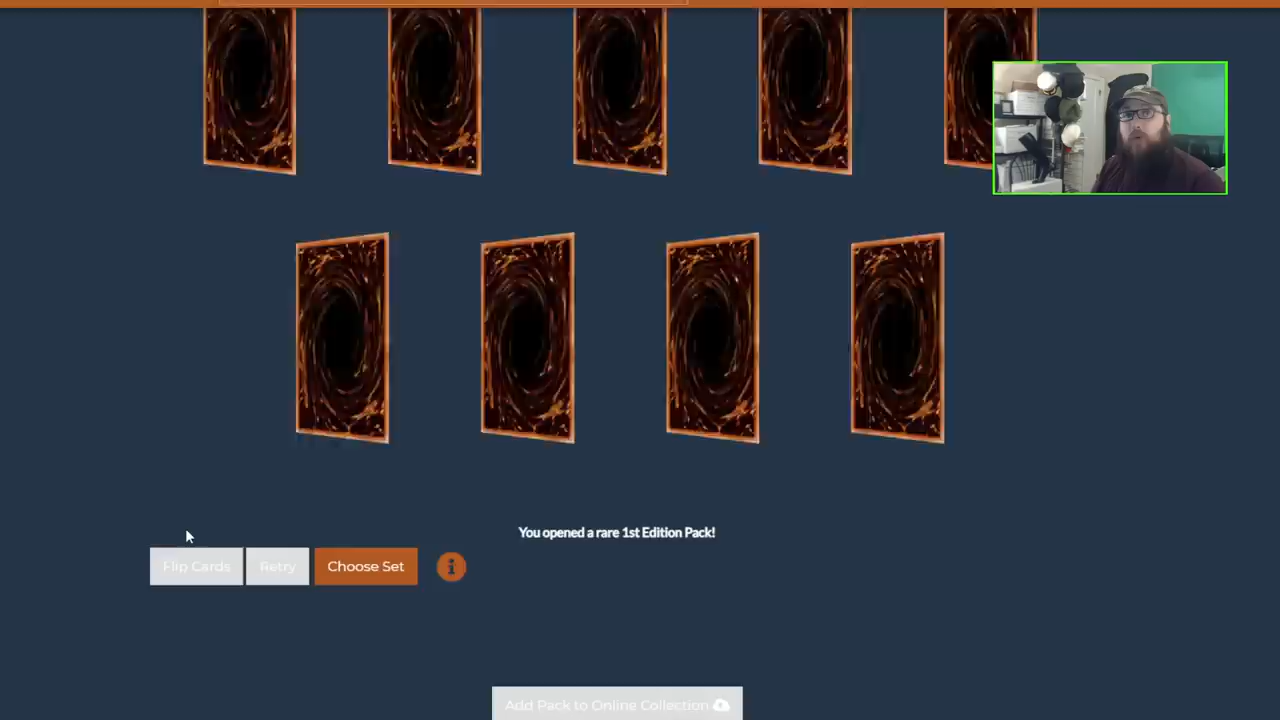 You opened a rare 1st Edition Pack!
Flip Cards
Retry
Choose Set
i
Add Pack to Online Collection